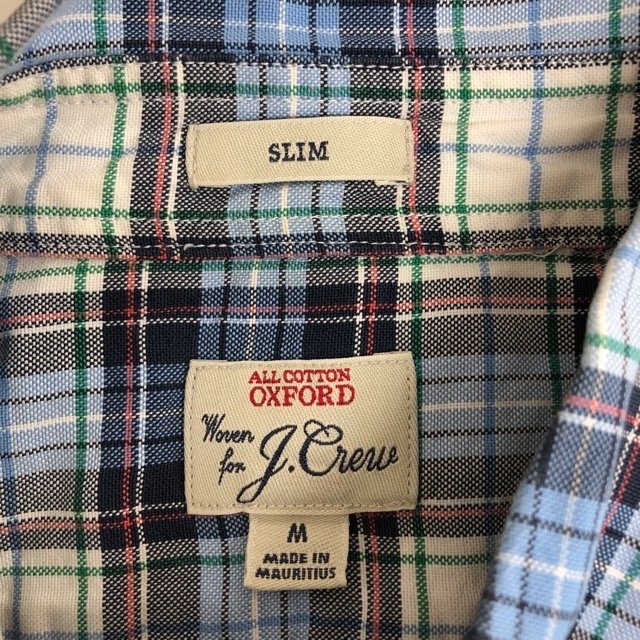 SLIM
ALL COTTON
OXFORD
Woven
for J.Crew
M
MADE IN
MAURITIUS